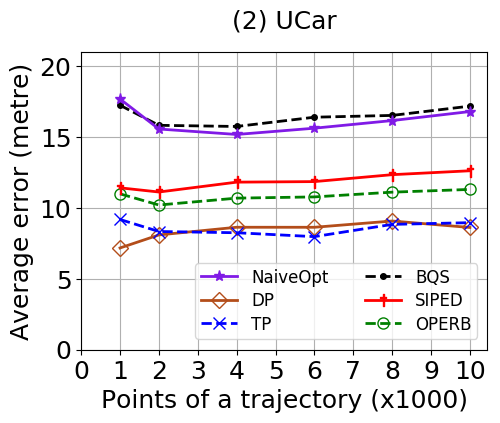 (2) UCar
Average error (metre)
20
15
10
5
0
NaiveOpt
DP
TP
BQS
SIPED
OPERB
0 1 2 3 4 5 6 7 8 9 10
Points of a trajectory (x1000)